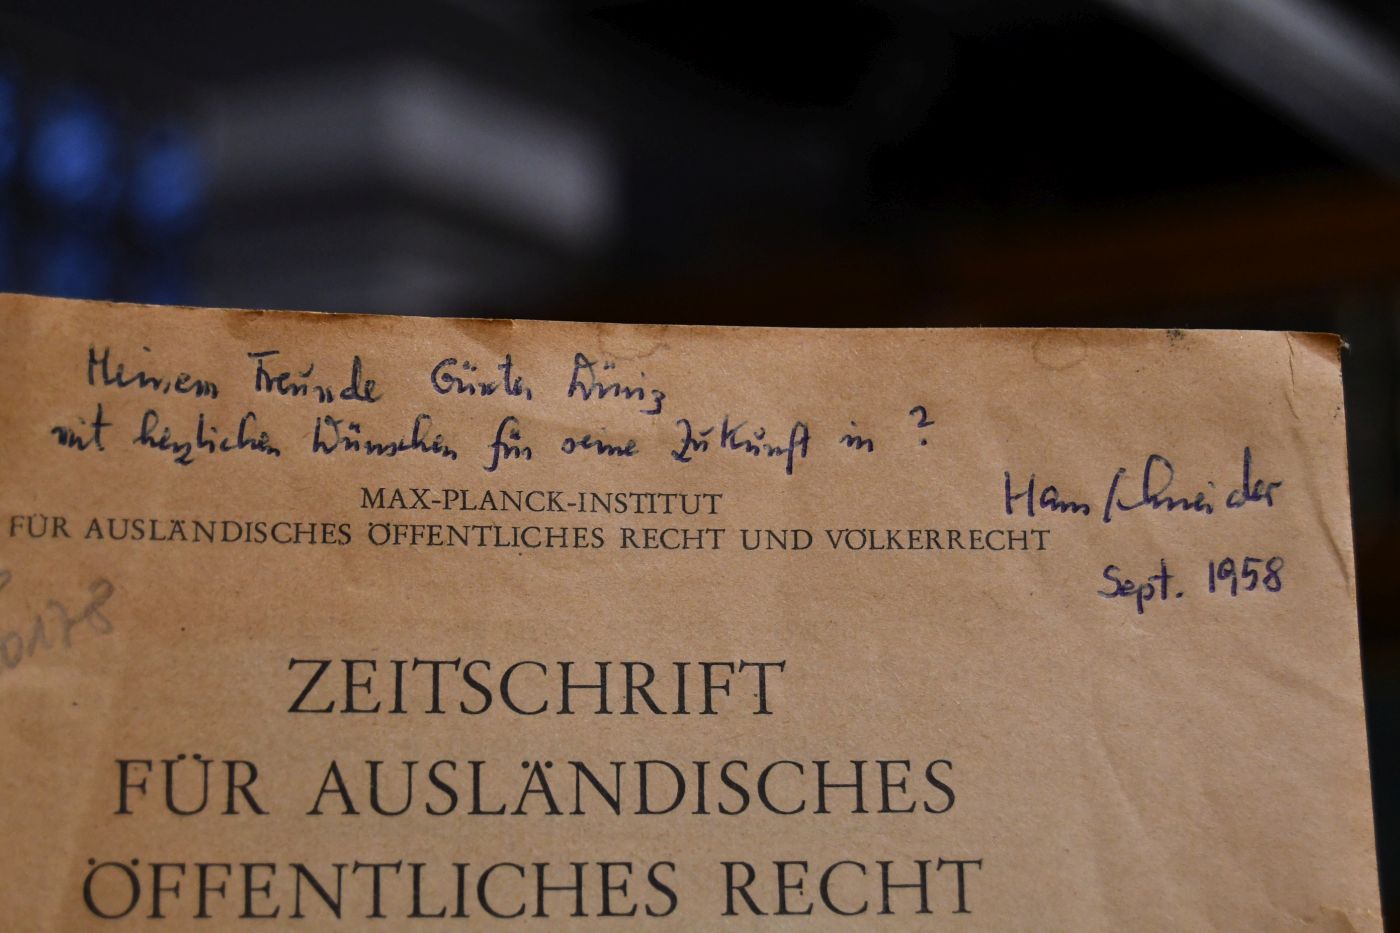 Meinem Freunde Günter Dürig
mit herzlichen Wünschen für seine Zukunft in ?
Hans Schneider
Sept. 1958
MAX-PLANCK-INSTITUT
FÜR AUSLÄNDISCHES ÖFFENTLICHES RECHT UND VÖLKERRECHT
0178
ZEITSCHRIFT
FÜR AUSLÄNDISCHES
ÖFFENTLICHES RECHT